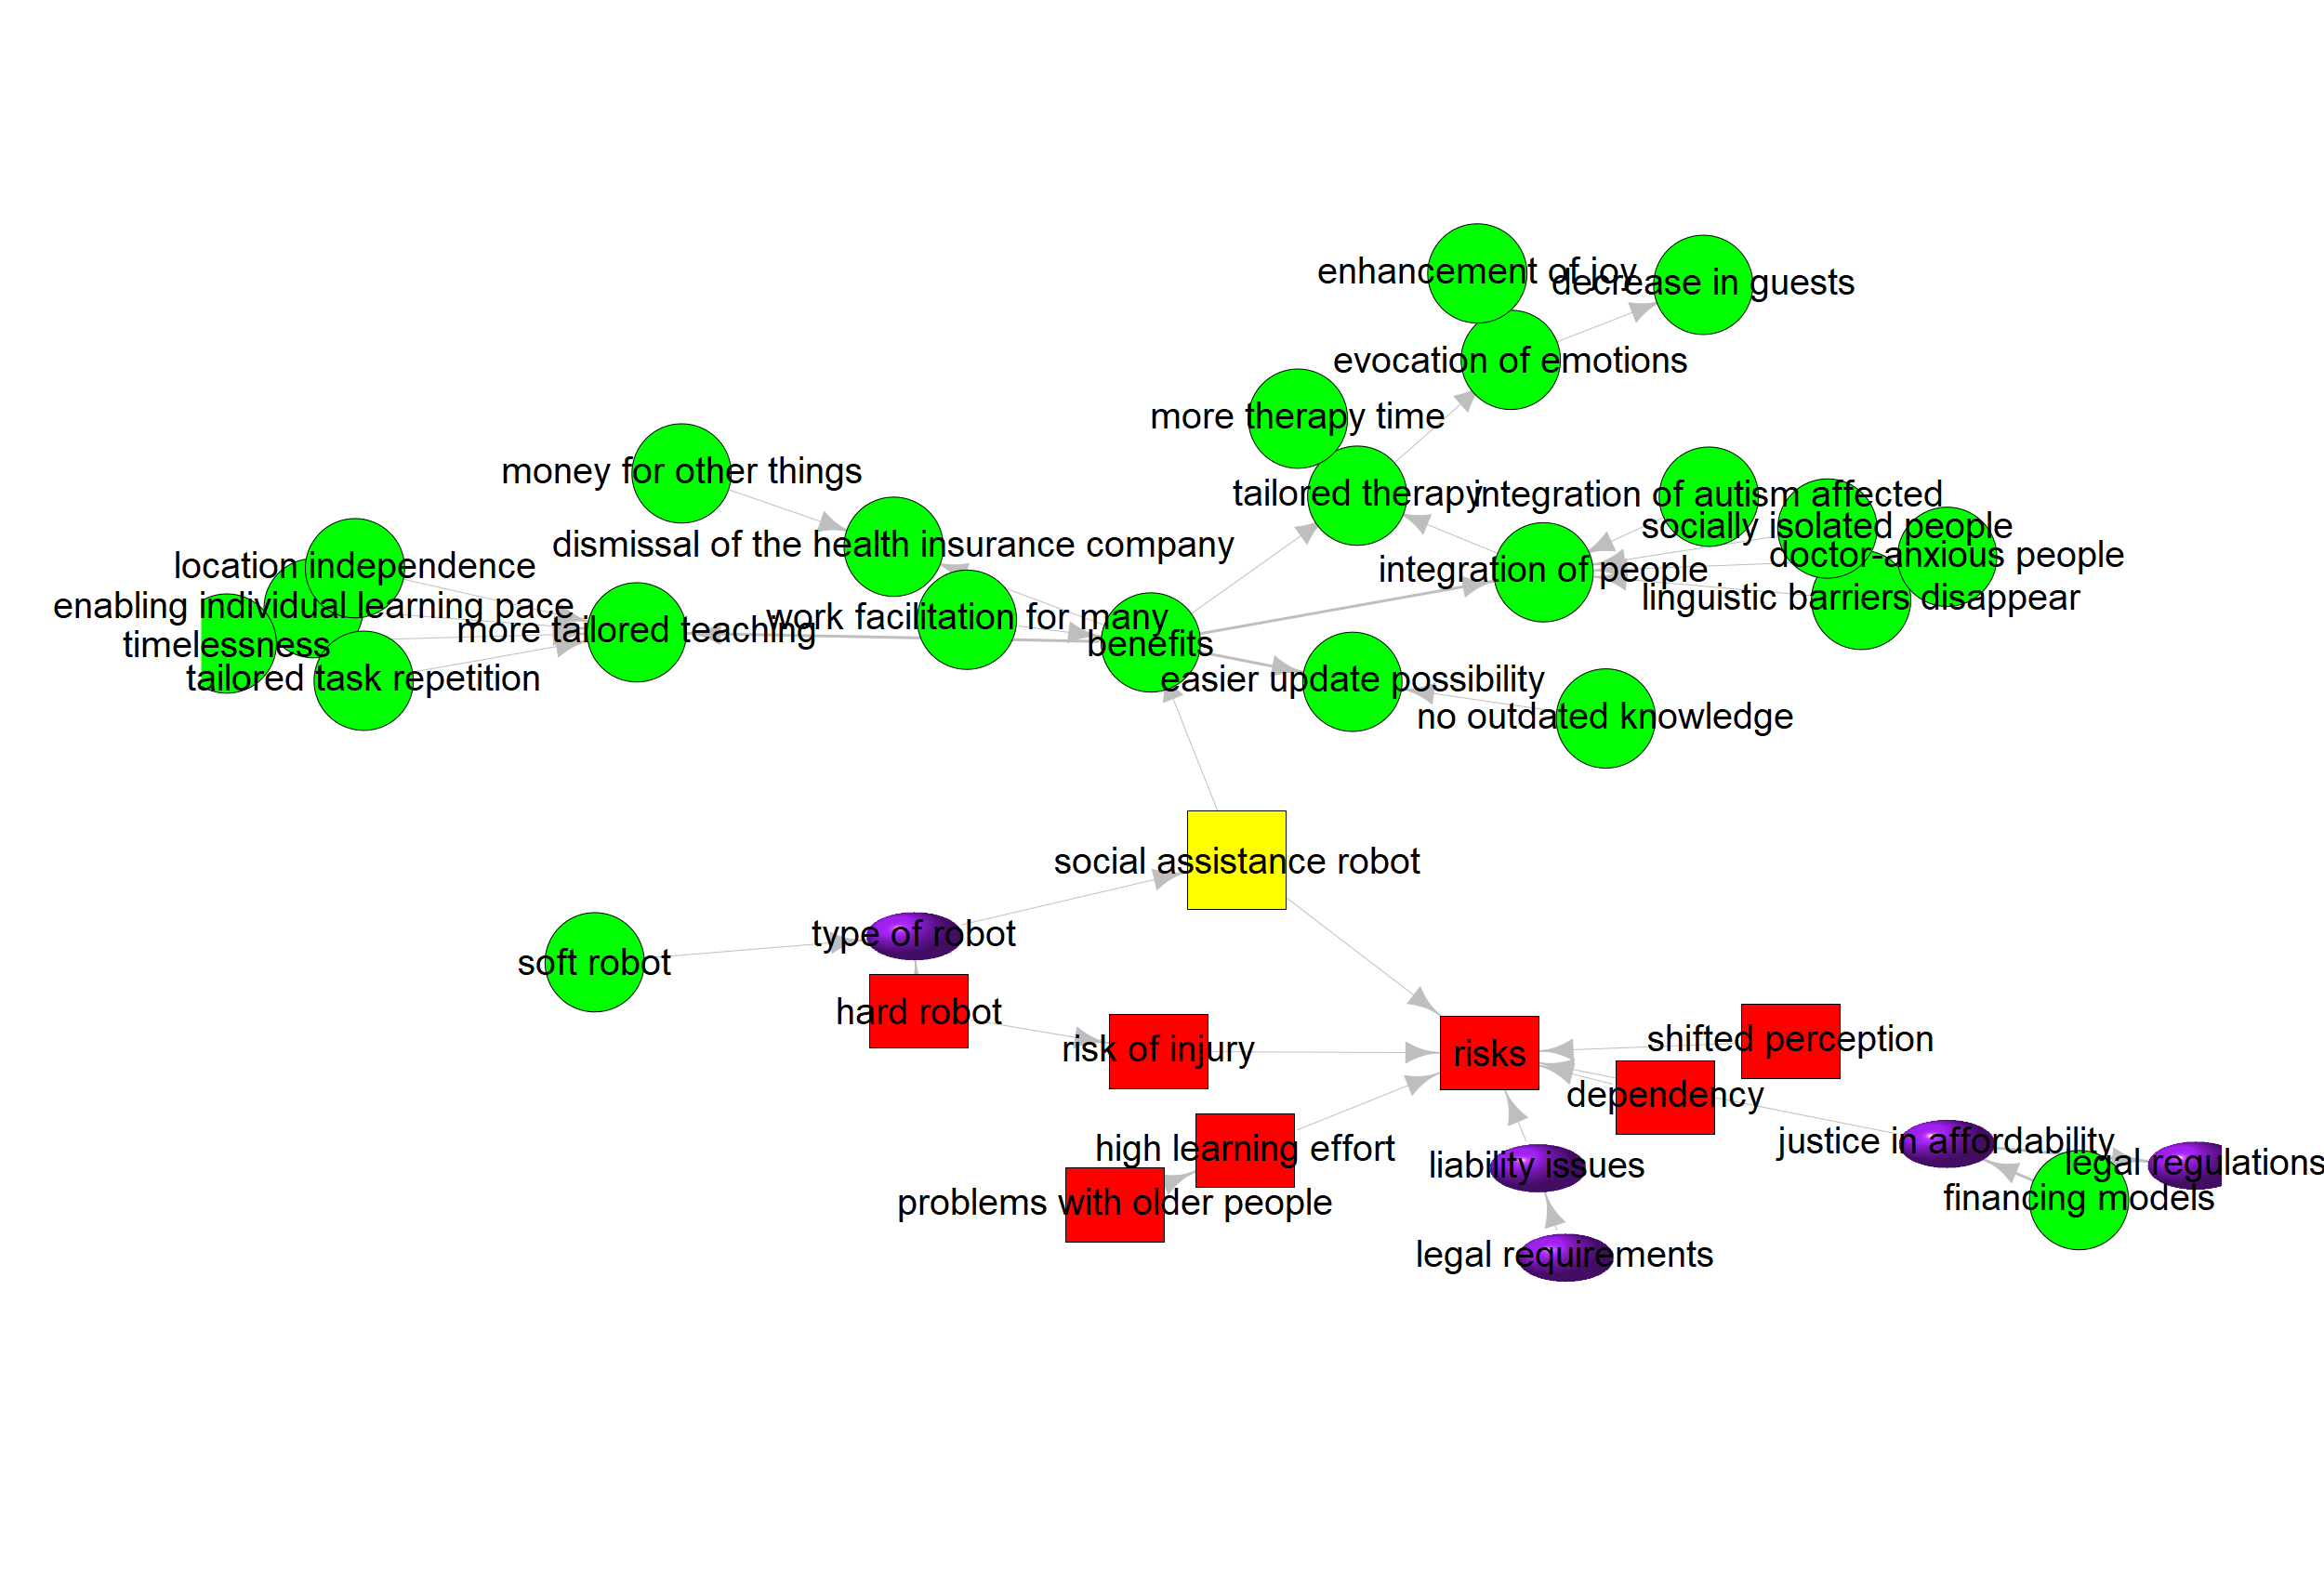 enhancement of joy
decrease in guests
evocation of emotions
more therapy time
money for other things
tailored therapy
integration of autism affected
socially isolated people
dismissal of the health insurance company
doctor-anxious people
location independence
integration of people
linguistic barriers disappear
enabling individual learning pace
work facilitation for many
more tailored teaching
timelessness
benefits
tailored task repetition
easier update possibility
no outdated knowledge
social assistance robot
type of robot
soft robot
hard robot
shifted perception
risk of injury
risks
dependency
justice in affordability
high learning effort
liability issues
legal regulations
financing models
problems with older people
legal requirements